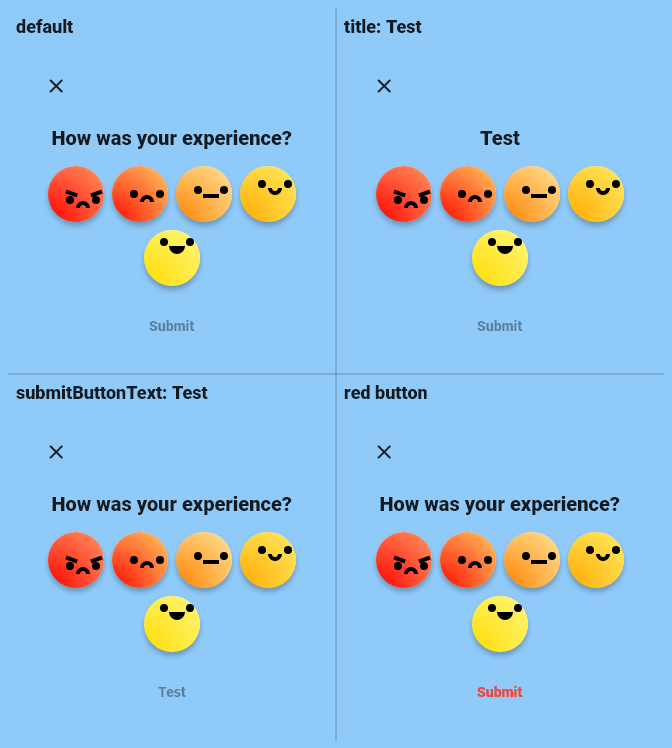 default
How was your experience?
Submit
title: Test
Test
Submit
submitButtonText: Test
How was your experience?
Test
red button
How was your experience?
Submit